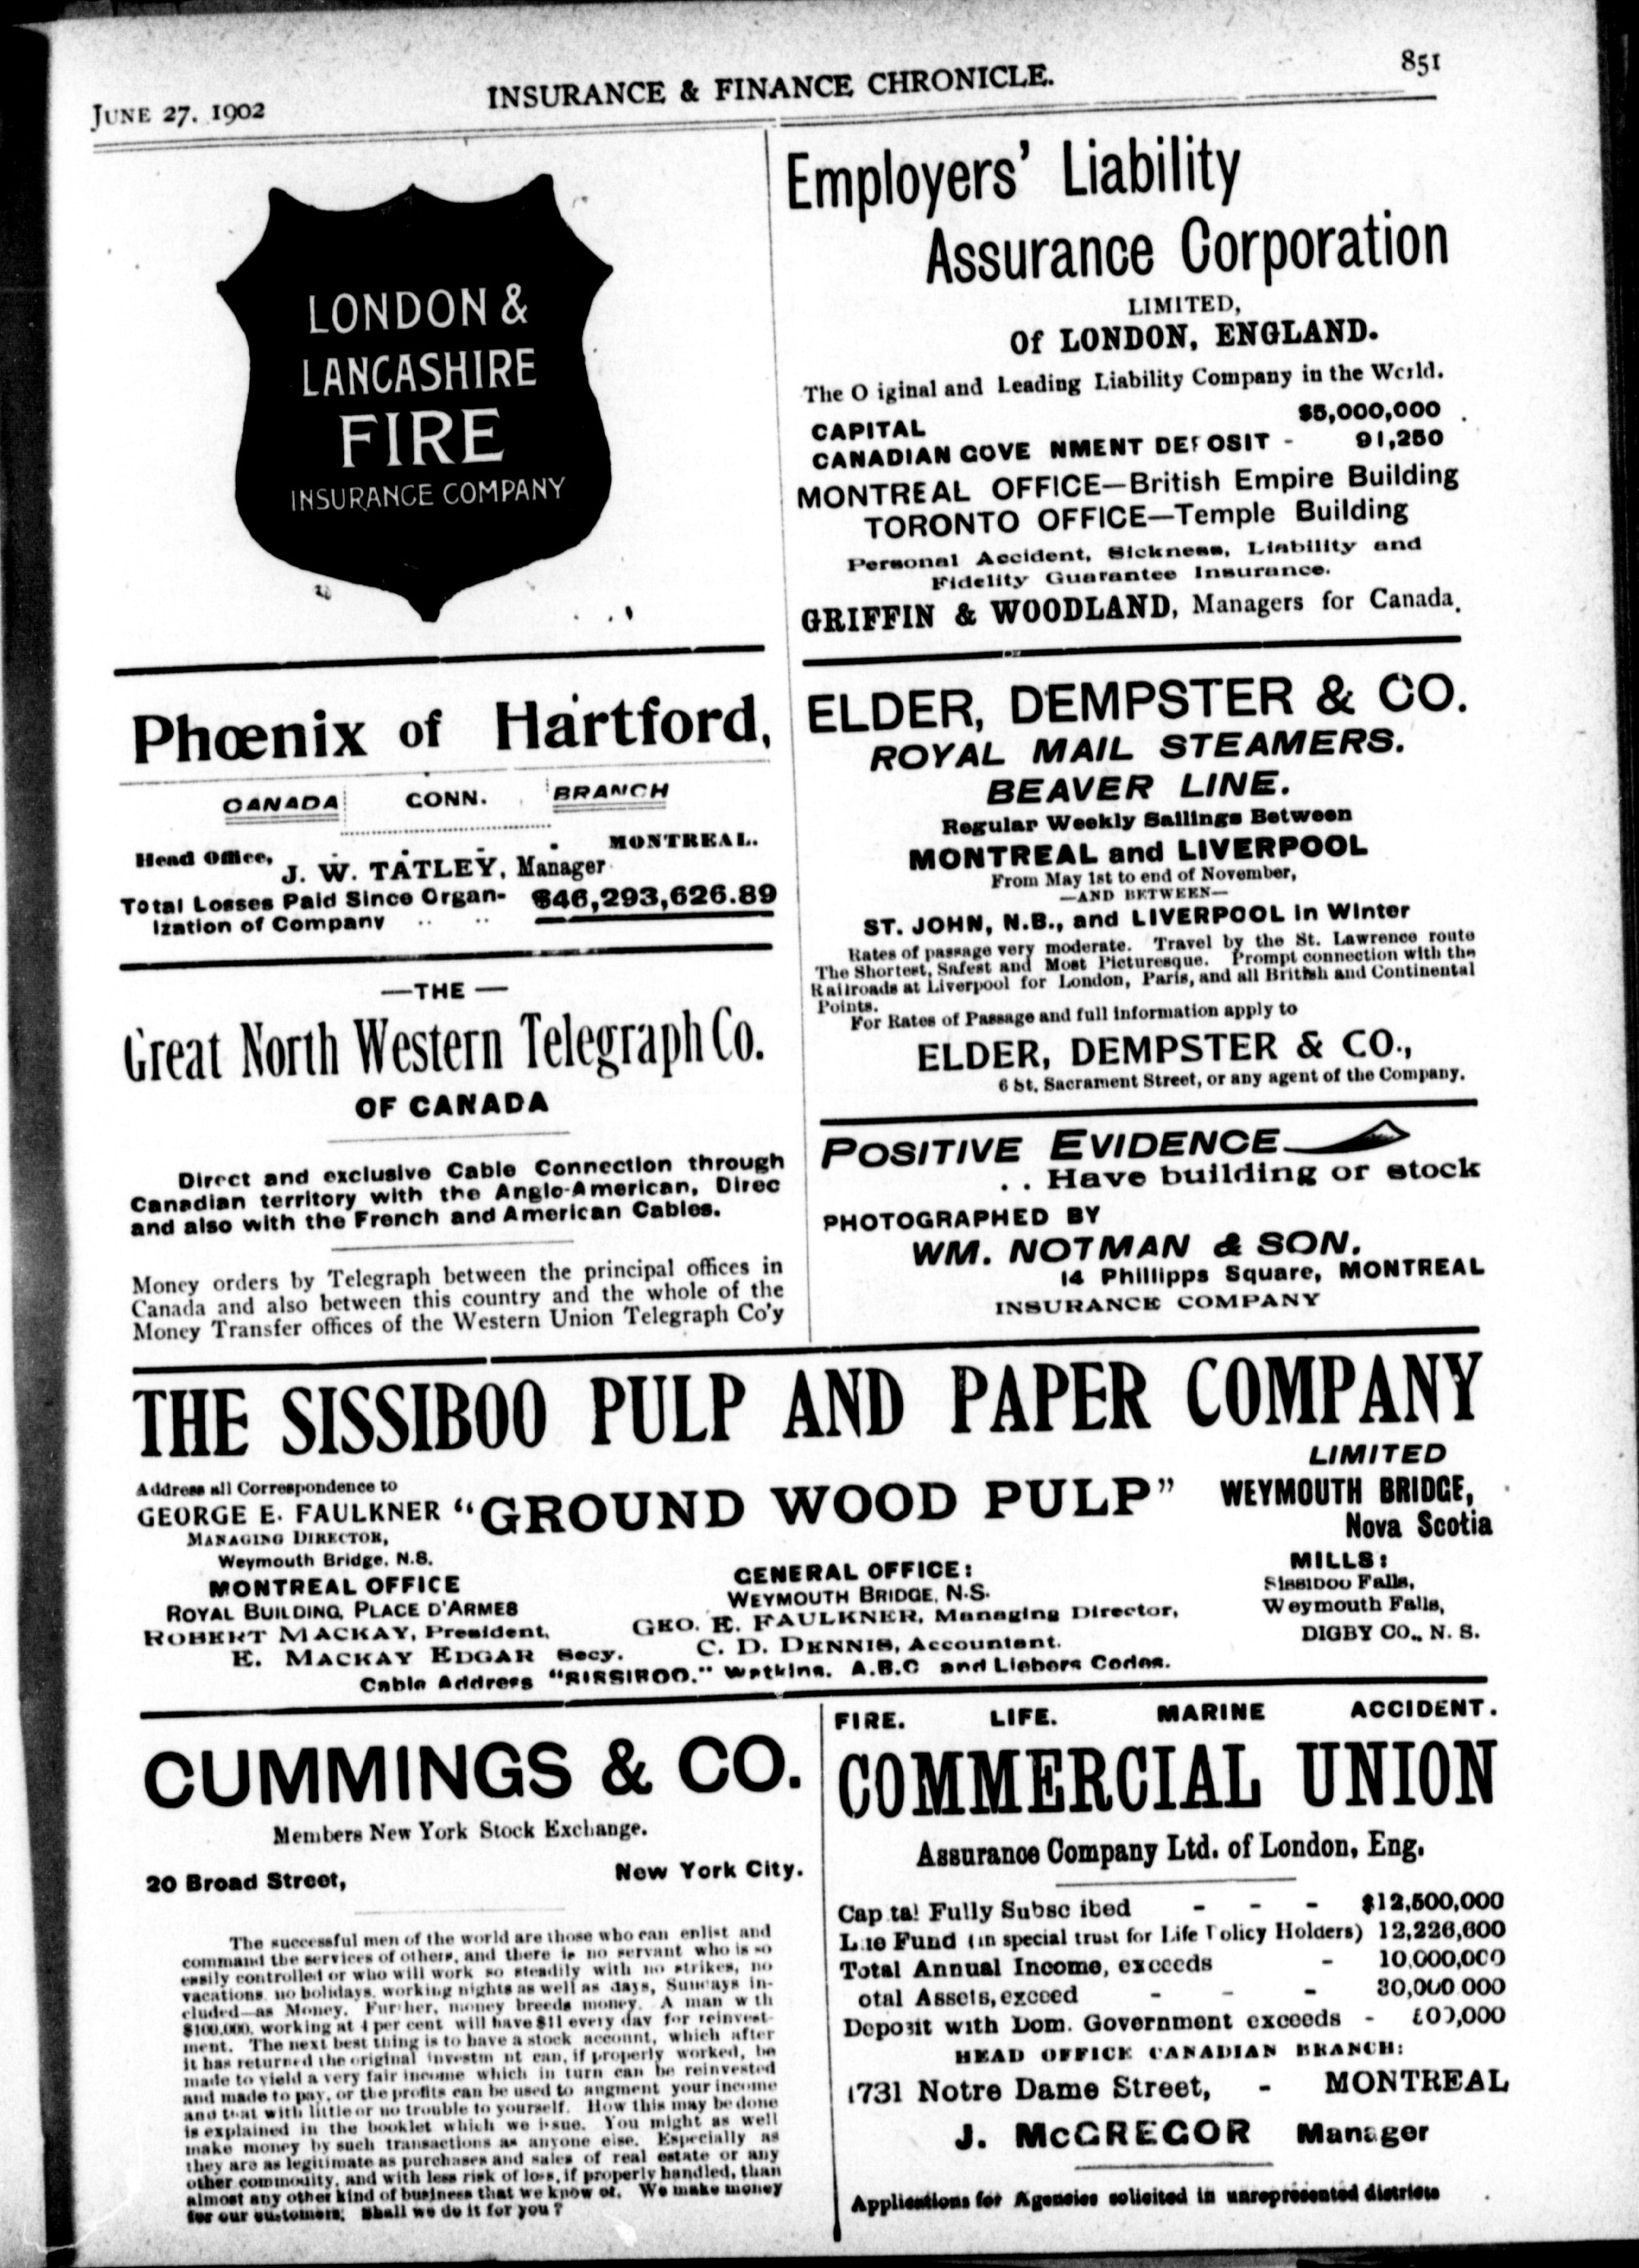 JUNE 27, 1902
INSURANCE & FINANCE CHRONICLE.
851
LONDON &
LANCASHIRE
FIRE
INSURANCE COMPANY
Phœnix of Hartford,
CANADA CONN. BRANCH
Head Office, MONTREAL.
J. W. TATLEY, Manager
Total Losses Paid Since Organ- $46,293,626.89
ization of Company
—THE—
Great North Western Telegraph Co.
OF CANADA
Direct and exclusive Cable Connection through
Canadian territory with the Anglo-American, Direc
and also with the French and American Cables.
Money orders by Telegraph between the principal offices in
Canada and also between this country and the whole of the
Money Transfer offices of the Western Union Telegraph Co'y
Employers' Liability
Assurance Corporation
LIMITED,
Of LONDON, ENGLAND.
The O iginal and Leading Liability Company in the World.
CAPITAL $5,000,000
CANADIAN GOVE NMENT DEPOSIT - 91,250
MONTREAL OFFICE—British Empire Building
TORONTO OFFICE—Temple Building
Personal Accident, Sickness, Liability and
Fidelity Guarantee Insurance.
GRIFFIN & WOODLAND, Managers for Canada.
ELDER, DEMPSTER & CO.
ROYAL MAIL STEAMERS.
BEAVER LINE.
Regular Weekly Sailings Between
MONTREAL and LIVERPOOL
From May 1st to end of November,
—AND BETWEEN—
ST. JOHN, N.B., and LIVERPOOL in Winter
Rates of passage very moderate. Travel by the St. Lawrence route
The Shortest, Safest and Most Picturesque. Prompt connection with the
Railroads at Liverpool for London, Paris, and all British and Continental
Points.
For Rates of Passage and full information apply to
ELDER, DEMPSTER & CO.,
6 St. Sacrament Street, or any agent of the Company.
POSITIVE EVIDENCE
. . Have building or stock
PHOTOGRAPHED BY
WM. NOTMAN & SON,
14 Phillipps Square, MONTREAL
INSURANCE COMPANY
THE SISSIBOO PULP AND PAPER COMPANY
LIMITED
Address all Correspondence to
GEORGE E. FAULKNER
MANAGING DIRECTOR,
Weymouth Bridge, N.S.
"GROUND WOOD PULP"
WEYMOUTH BRIDGE,
Nova Scotia
MONTREAL OFFICE
ROYAL BUILDING, PLACE D'ARMES
ROBERT MACKAY, President,
E. MACKAY EDGAR Secy.
GENERAL OFFICE:
WEYMOUTH BRIDGE, N.S.
GEO. E. FAULKNER, Managing Director,
C. D. DENNIS, Accountant.
MILLS:
Sissiboo Falls,
Weymouth Falls,
DIGBY CO., N. S.
Cable Address "SISSIBOO." Watkins, A.B.C and Liebers Codes.
CUMMINGS & CO.
Members New York Stock Exchange.
20 Broad Street, New York City.
The successful men of the world are those who can enlist and
command the services of others, and there is no servant who is so
easily controlled or who will work so steadily with no strikes, no
vacations, no holidays, working nights as well as days, Sundays in-
cluded—as Money. Further, money breeds money. A man w th
$100,000, working at 4 per cent will have $11 every day for reinvest-
ment. The next best thing is to have a stock account, which after
it has returned the original investm nt can, if properly worked, be
made to yield a very fair income which in turn can be reinvested
and made to pay, or the profits can be used to augment your income
and that with little or no trouble to yourself. How this may be done
is explained in the booklet which we issue. You might as well
make money by such transactions as anyone else. Especially as
they are as legitimate as purchases and sales of real estate or any
other commodity, and with less risk of loss, if properly handled, than
almost any other kind of business that we know of. We make money
for our customers; Shall we do it for you?
FIRE. LIFE. MARINE ACCIDENT.
COMMERCIAL UNION
Assurance Company Ltd. of London, Eng.
Cap tal Fully Subsc ibed - - - $12,500,000
L fe Fund (in special trust for Life Policy Holders) 12,226,600
Total Annual Income, exceeds - 10,000,000
otal Assets, exceed - - - 30,000 000
Deposit with Dom. Government exceeds -
HEAD OFFICE CANADIAN BRANCH:
1731 Notre Dame Street, - MONTREAL
J. McGREGOR Manager
Applications for Agencies solicited in unrepresented districts